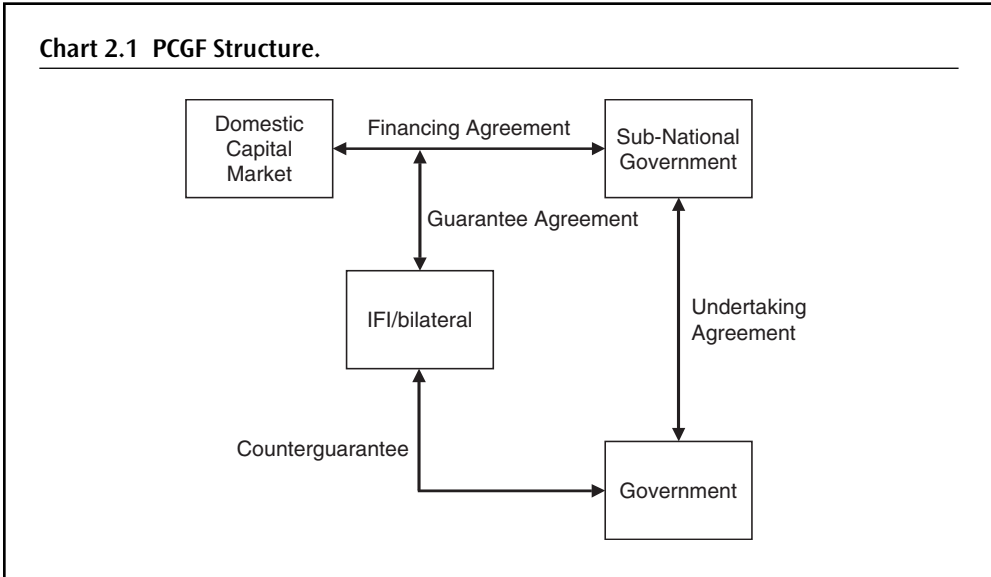 Chart 2.1 PCGF Structure.
Domestic
Capital
Market
Financing Agreement
Sub-National
Government
Guarantee Agreement
IFI/bilateral
Undertaking
Agreement
Counterguarantee
Government